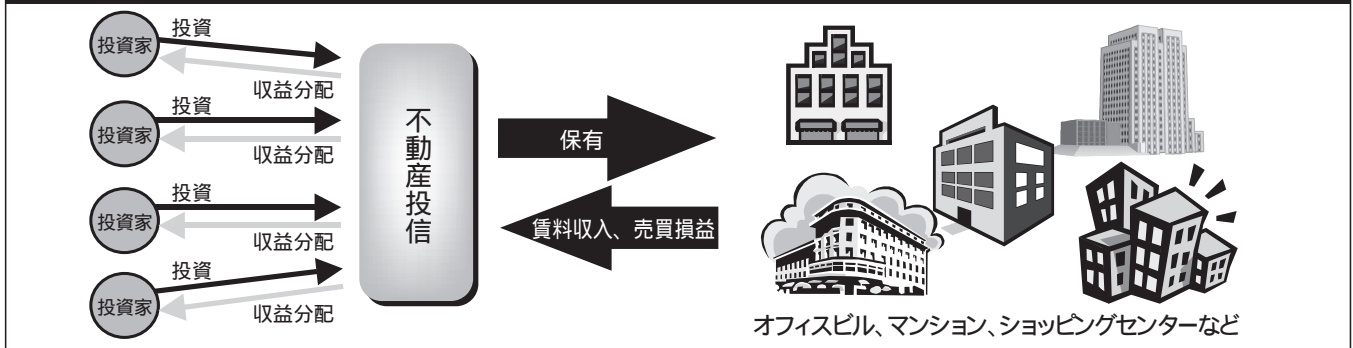 投資家
投資
収益分配
投資家
投資
収益分配
投資家
投資
収益分配
投資家
投資
収益分配
不動産投信
保有
賃料収入、売買損益
オフィスビル、マンション、ショッピングセンターなど